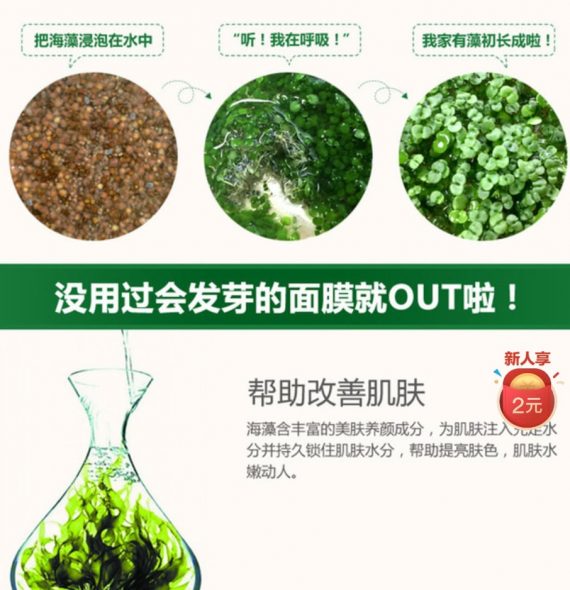 把海藻浸泡在水中
“听！我在呼吸！”
我家有藻初长成啦！
没用过会发芽的面膜就OUT啦！
新人享
2元
帮助改善肌肤
海藻含丰富的美肤养颜成分，为肌肤注入充足水
分并持久锁住肌肤水分，帮助提亮肤色，肌肤水
嫩动人。